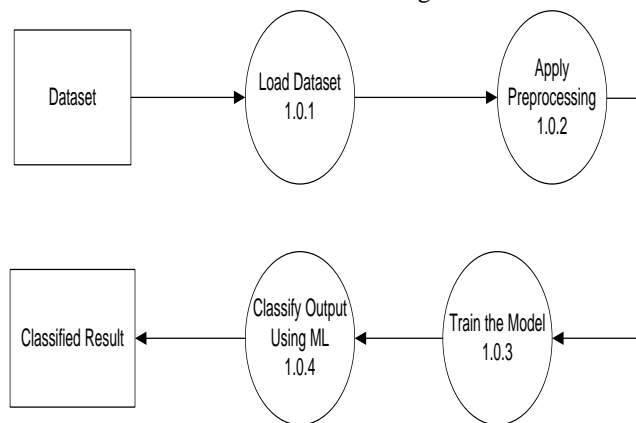 Dataset
Load Dataset
1.0.1
Apply
Preprocessing
1.0.2
Classified Result
Classify Output
Using ML
1.0.4
Train the Model
1.0.3